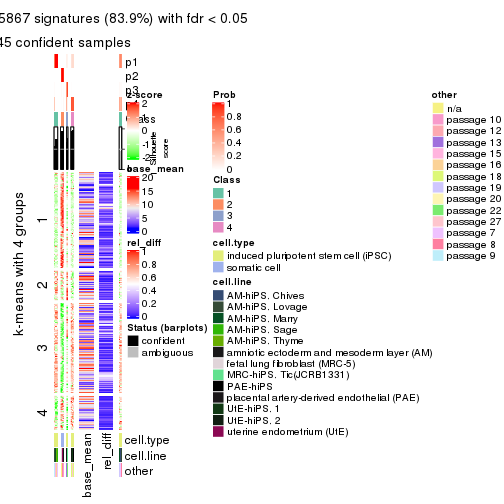 5867 signatures (83.9%) with fdr < 0.05
45 confident samples
p1
p2
p3
z-score
2
1
0
-1
-2
Silhouette
score
base_mean
20
15
10
5
0
rel_diff
1
0.8
0.6
0.4
0.2
0
Status (barplots)
confident
ambiguous
k-means with 4 groups
1
2
3
4
base_mean
rel_diff
cell.type
cell.line
other
Prob
1
0.8
0.6
0.4
0.2
0
Class
1
2
3
4
cell.type
induced pluripotent stem cell (iPSC)
somatic cell
cell.line
AM-hiPS. Chives
AM-hiPS. Lovage
AM-hiPS. Many
AM-hiPS. Sage
AM-hiPS. Thyme
amniotic ectoderm and mesoderm layer (AM)
fetal lung fibroblast (MRC-5)
MRC-hiPS. Tic(JCRB1331)
PAE-hiPS
placental artery-derived endothelial (PAE)
UtE-hiPS. 1
UtE-hiPS. 2
uterine endometrium (UtE)
other
n/a
passage 10
passage 12
passage 13
passage 15
passage 16
passage 18
passage 19
passage 20
passage 22
passage 27
passage 7
passage 8
passage 9